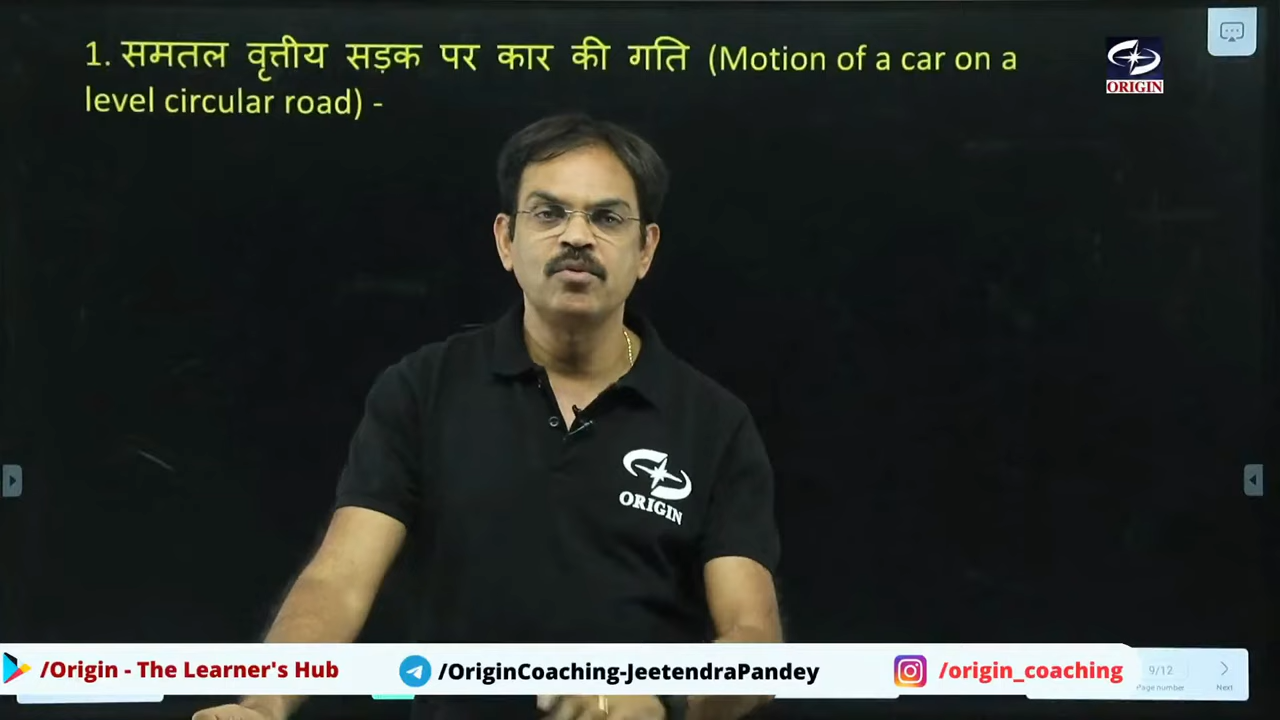 1. समतल वृत्तीय सड़क पर कार की गति (Motion of a car on a
level circular road) -
ORIGIN
ORIGIN
/Origin - The Learner's Hub
/OriginCoaching-JeetendraPandey
/origin_coaching
9/12
Page number
Next